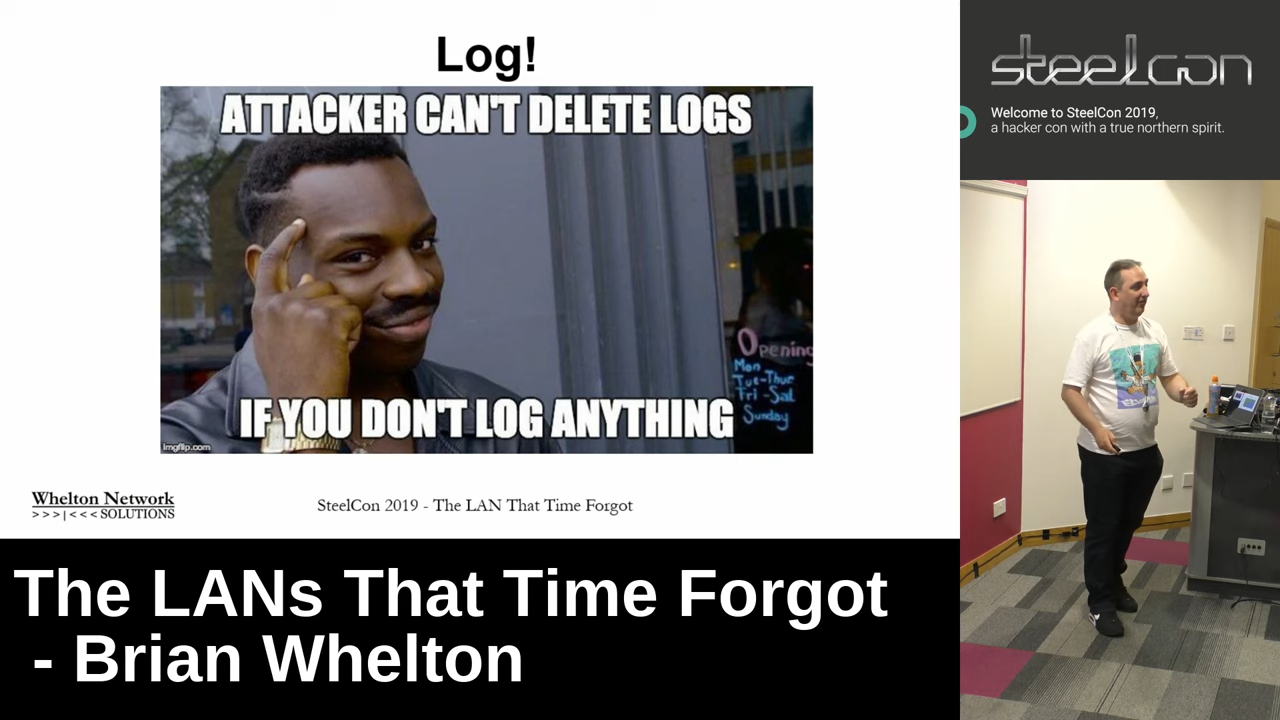 Log!
ATTACKER CAN'T DELETE LOGS
Opening
Mon
Tue-Thur
Fri -Sat
Sunday
IF YOU DON'T LOG ANYTHING
imgflip.com
Whelton Network
>>>|<<< SOLUTIONS
SteelCon 2019 - The LAN That Time Forgot
The LANs That Time Forgot
- Brian Whelton
steelcon
Welcome to SteelCon 2019,
a hacker con with a true northern spirit.